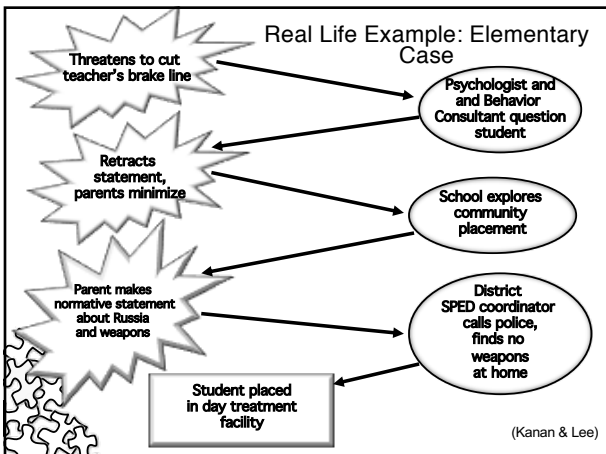 Real Life Example: Elementary
Case
Threatens to cut
teacher's brake line
Psychologist and
and Behavior
Consultant question
student
Retracts
statement,
parents minimize
School explores
community
placement
Parent makes
normative statement
about Russia
and weapons
District
SPED coordinator
calls police,
finds no
weapons
at home
Student placed
in day treatment
facility
(Kanan & Lee)